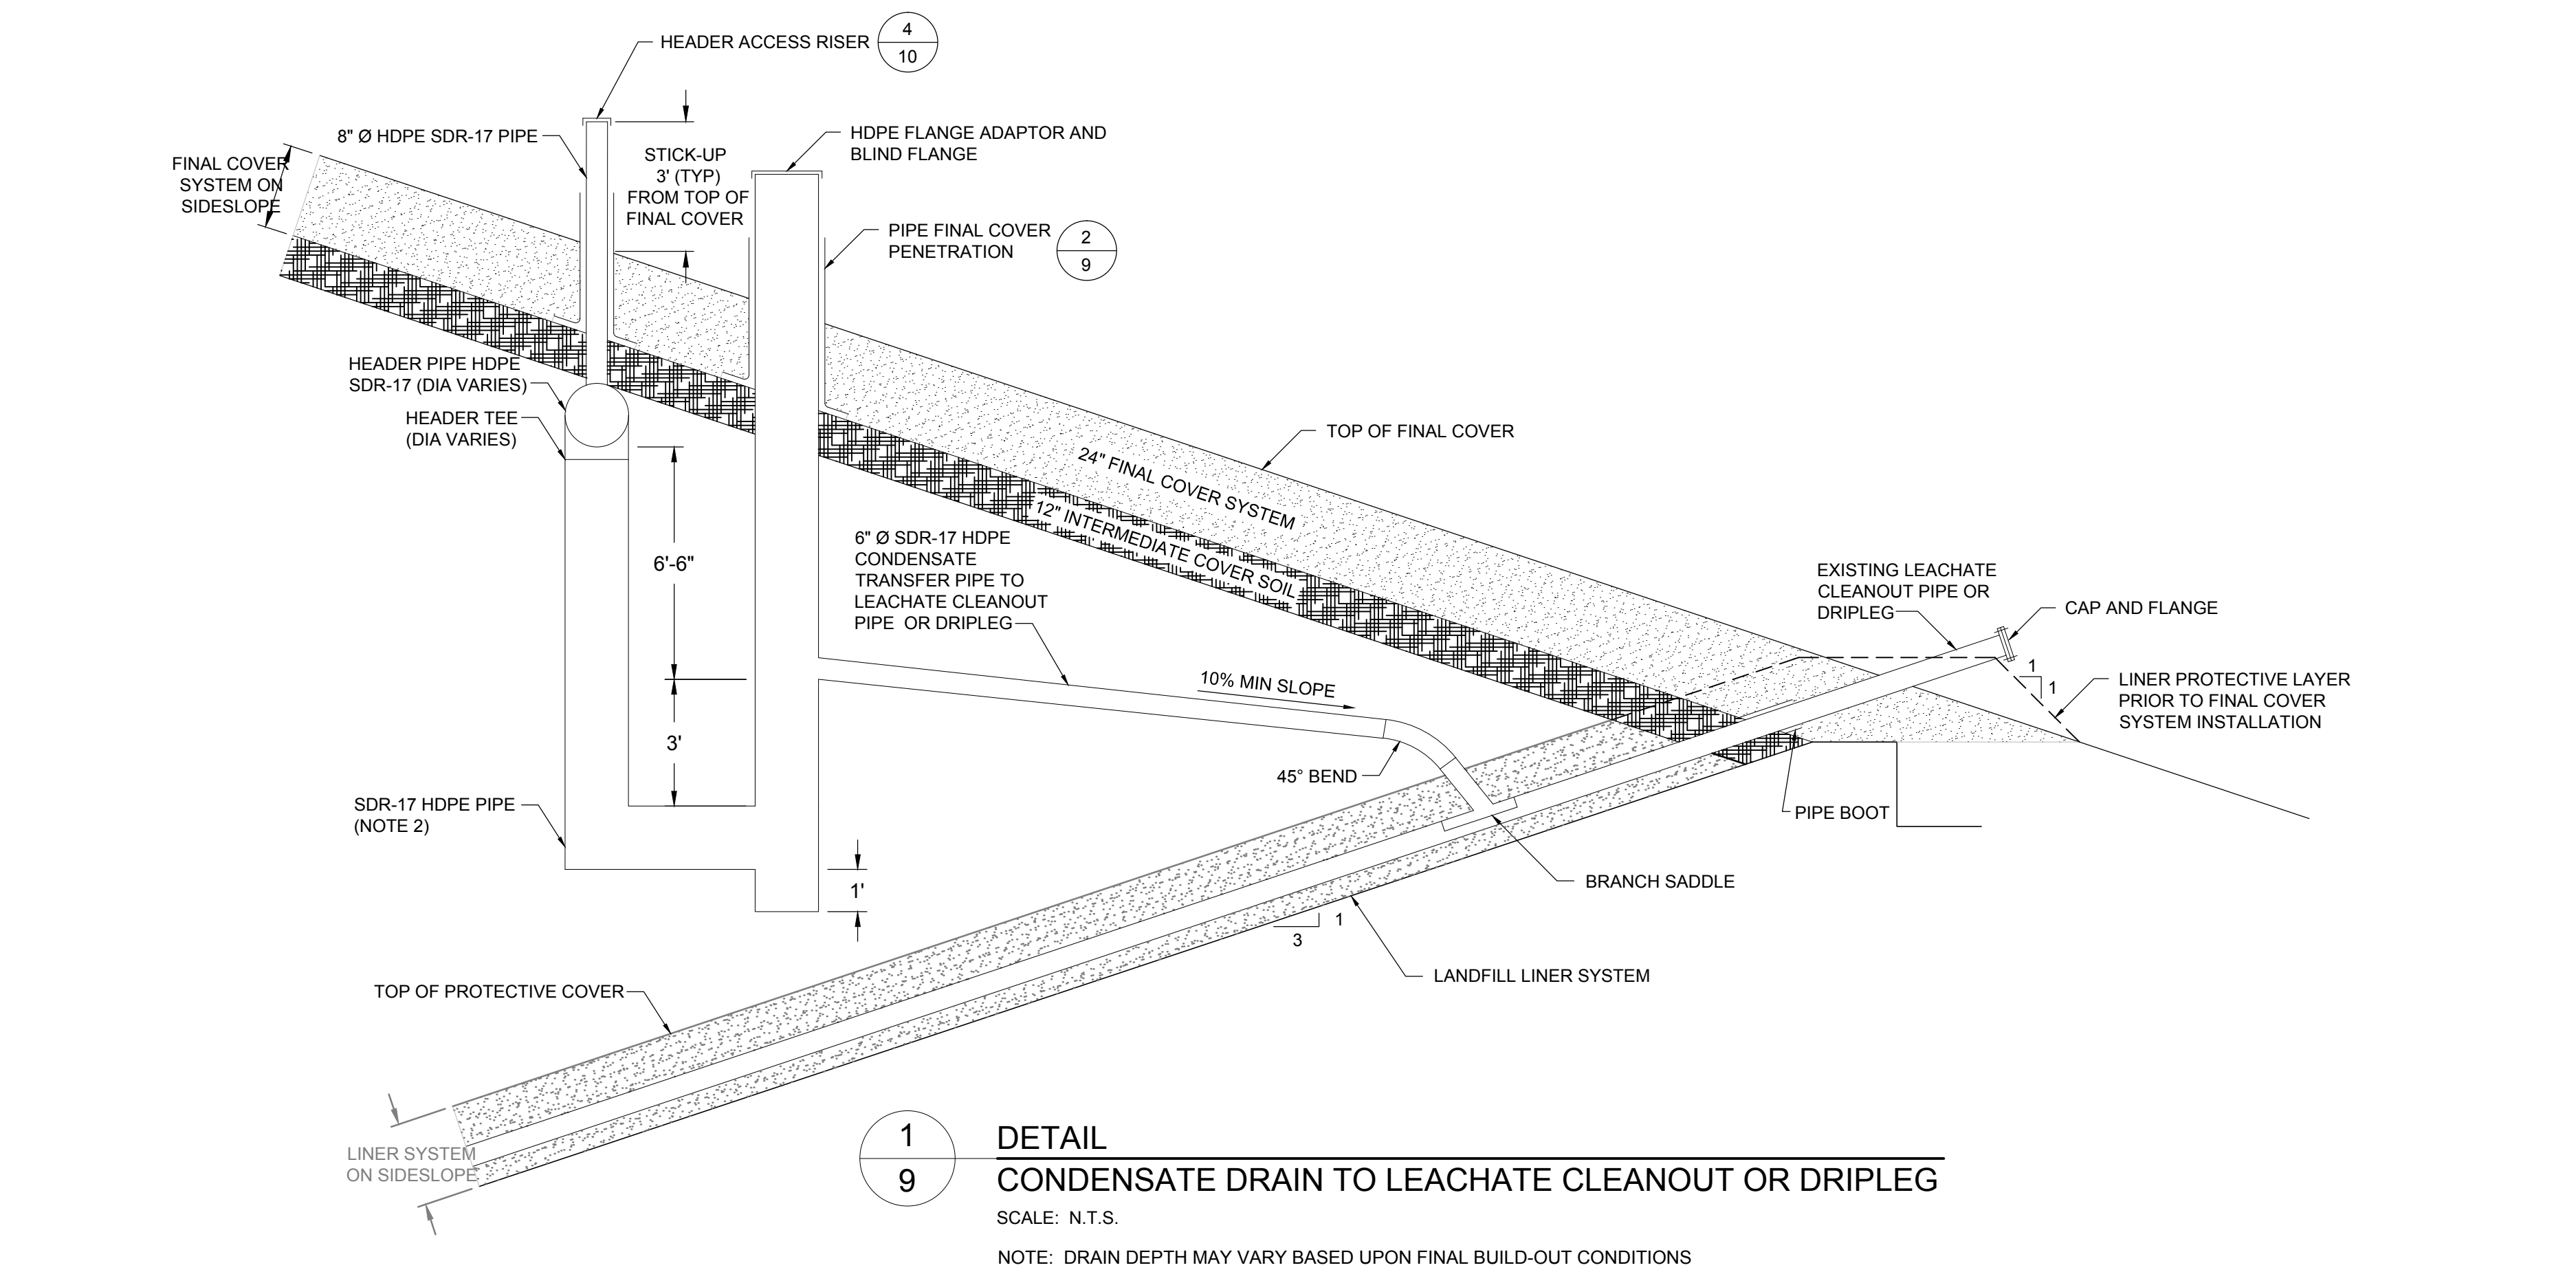 HEADER ACCESS RISER
4
10
8" Ø HDPE SDR-17 PIPE
HDPE FLANGE ADAPTOR AND
BLIND FLANGE
STICK-UP
3' (TYP)
FROM TOP OF
FINAL COVER
FINAL COVER
SYSTEM ON
SIDESLOPE
PIPE FINAL COVER
PENETRATION
2
9
HEADER PIPE HDPE
SDR-17 (DIA VARIES)
HEADER TEE
(DIA VARIES)
TOP OF FINAL COVER
24" FINAL COVER SYSTEM
12" INTERMEDIATE COVER SOIL
6'-6"
6" Ø SDR-17 HDPE
CONDENSATE
TRANSFER PIPE TO
LEACHATE CLEANOUT
PIPE OR DRIPLEG
EXISTING LEACHATE
CLEANOUT PIPE OR
DRIPLEG
CAP AND FLANGE
1
1
LINER PROTECTIVE LAYER
PRIOR TO FINAL COVER
SYSTEM INSTALLATION
10% MIN SLOPE
3'
45° BEND
SDR-17 HDPE PIPE
(NOTE 2)
PIPE BOOT
1'
BRANCH SADDLE
1
3
LANDFILL LINER SYSTEM
TOP OF PROTECTIVE COVER
LINER SYSTEM
ON SIDESLOPE
1
9
DETAIL
CONDENSATE DRAIN TO LEACHATE CLEANOUT OR DRIPLEG
SCALE: N.T.S.
NOTE: DRAIN DEPTH MAY VARY BASED UPON FINAL BUILD-OUT CONDITIONS